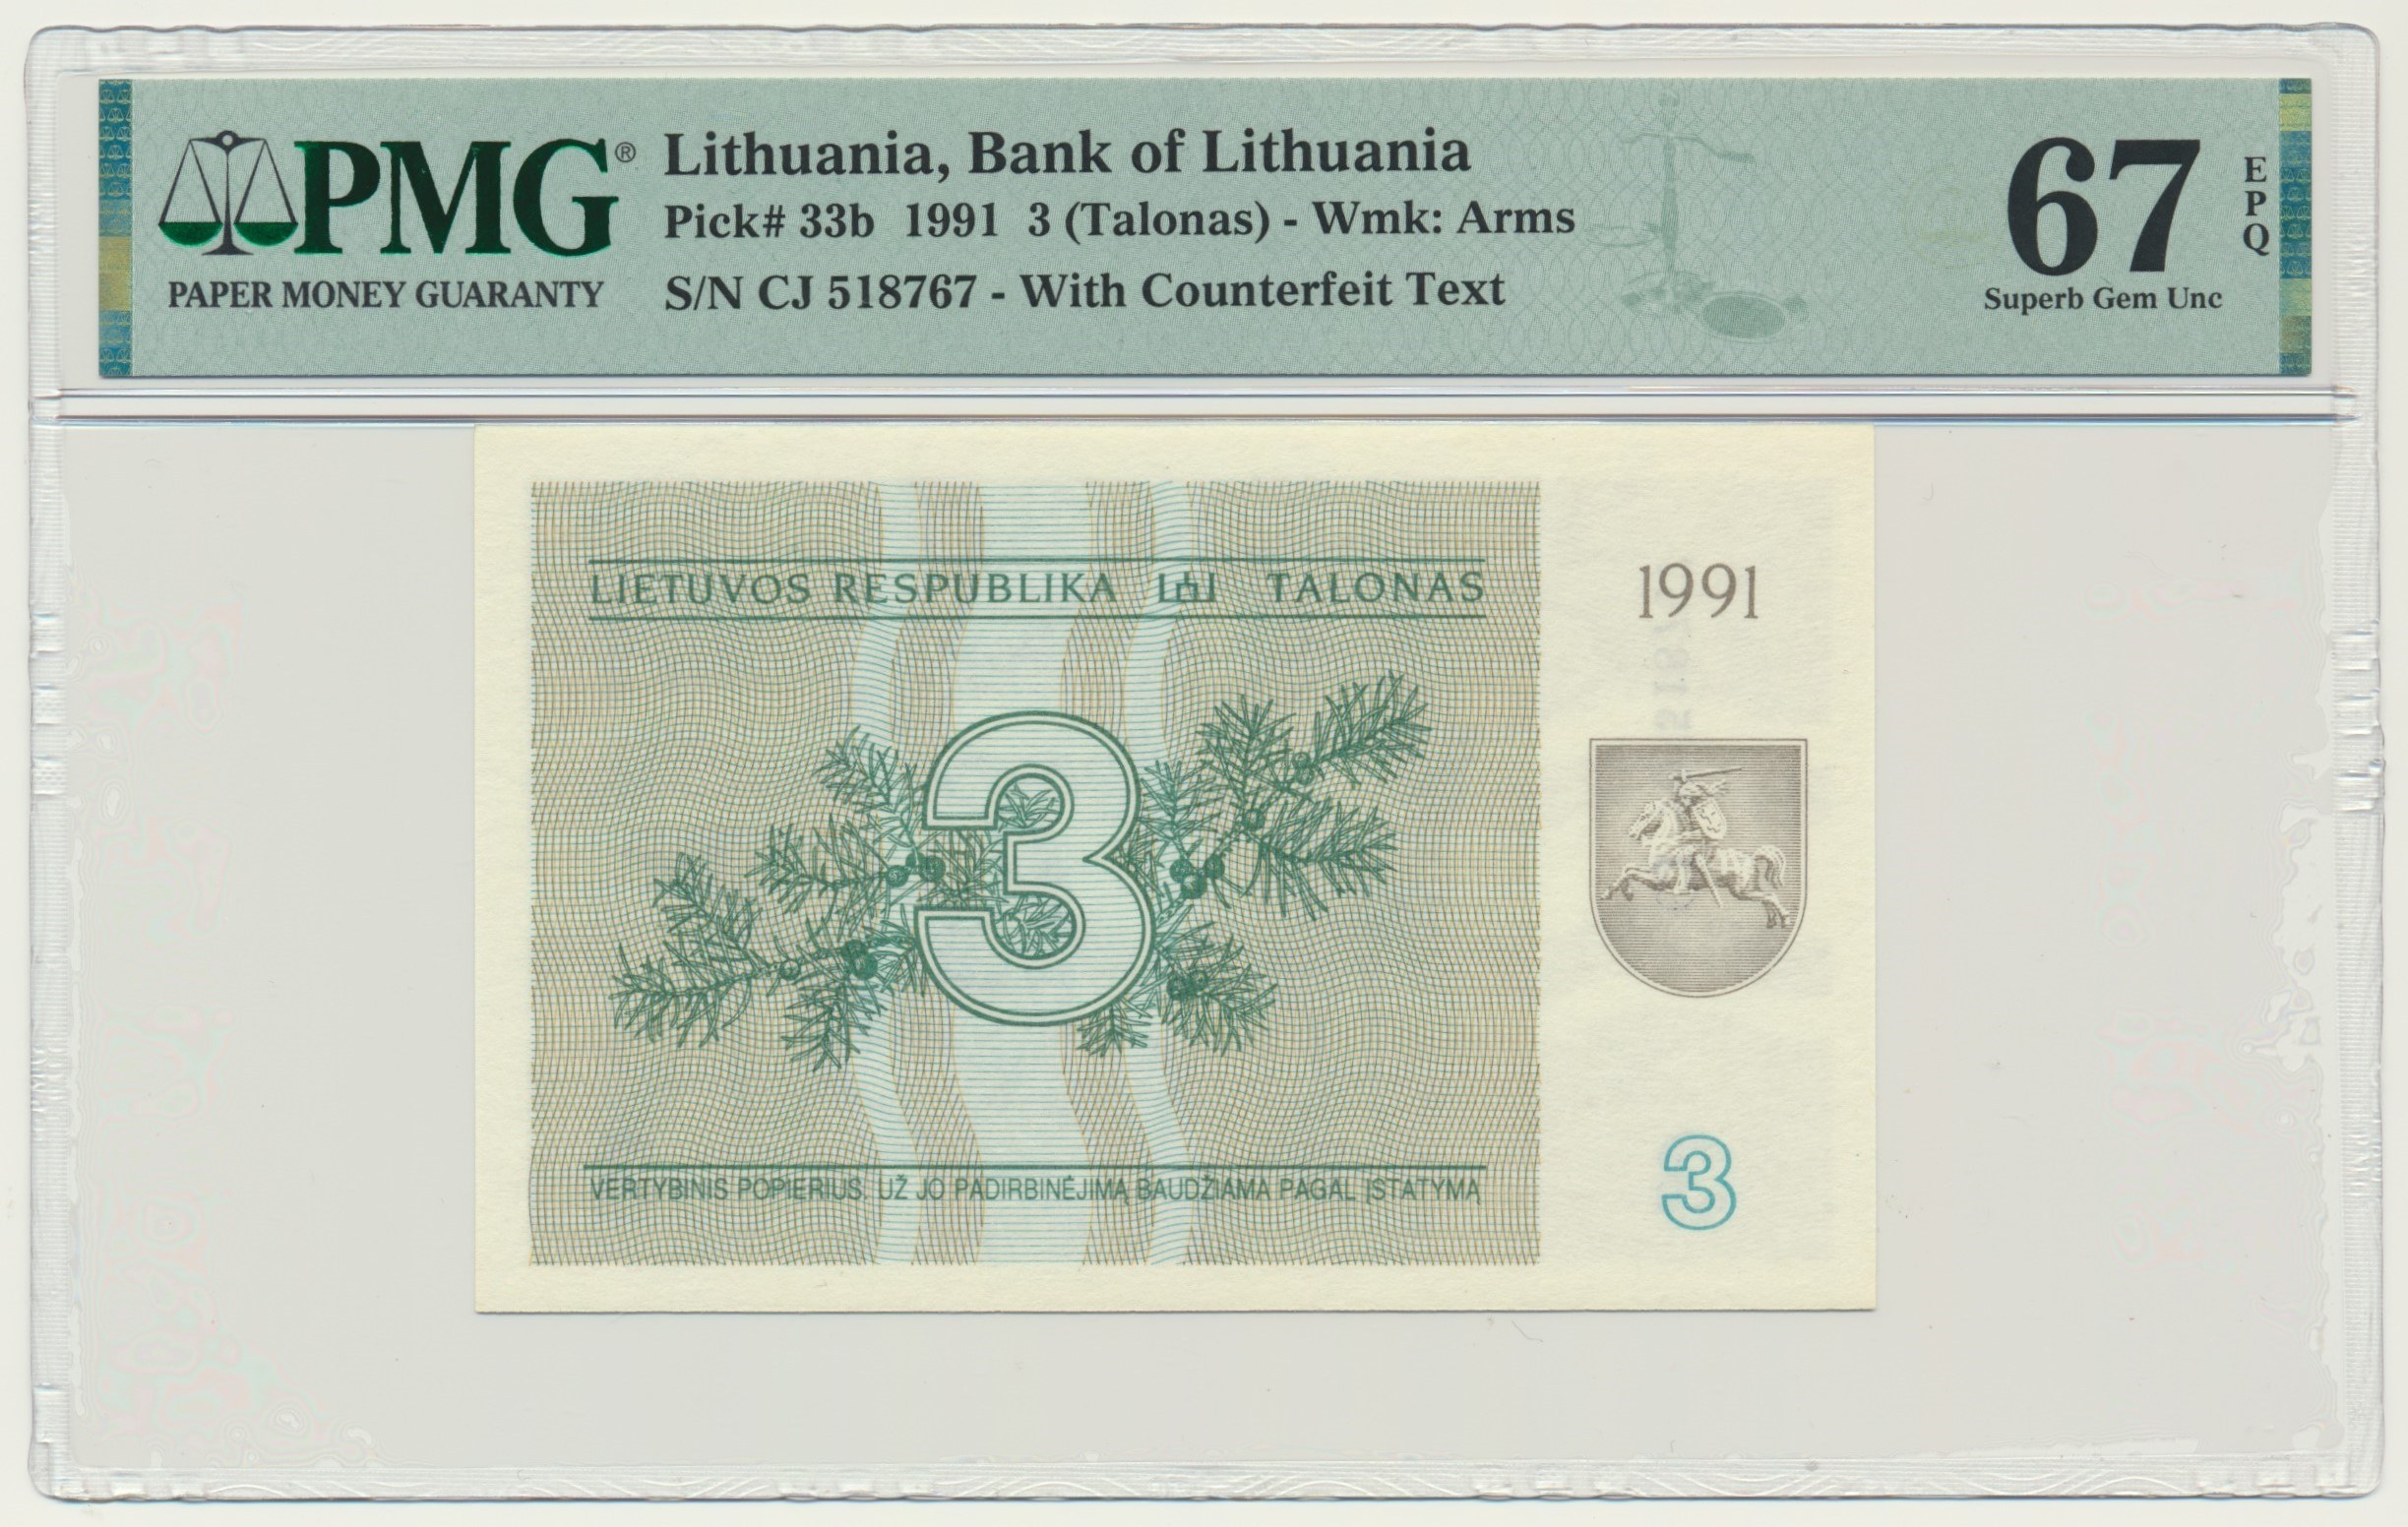 PMG®
PAPER MONEY GUARANTY
Lithuania, Bank of Lithuania
Pick# 33b 1991 3 (Talonas) - Wmk: Arms
S/N CJ 518767 - With Counterfeit Text
67
EPQ
Superb Gem Unc
LIETUVOS RESPUBLIKA TALONAS
1991
3
3
VERTYBINIS POPIERIUS, UŽ JO PADIRBINĖJIMĄ BAUDŽIAMA PAGAL ĮSTATYMĄ